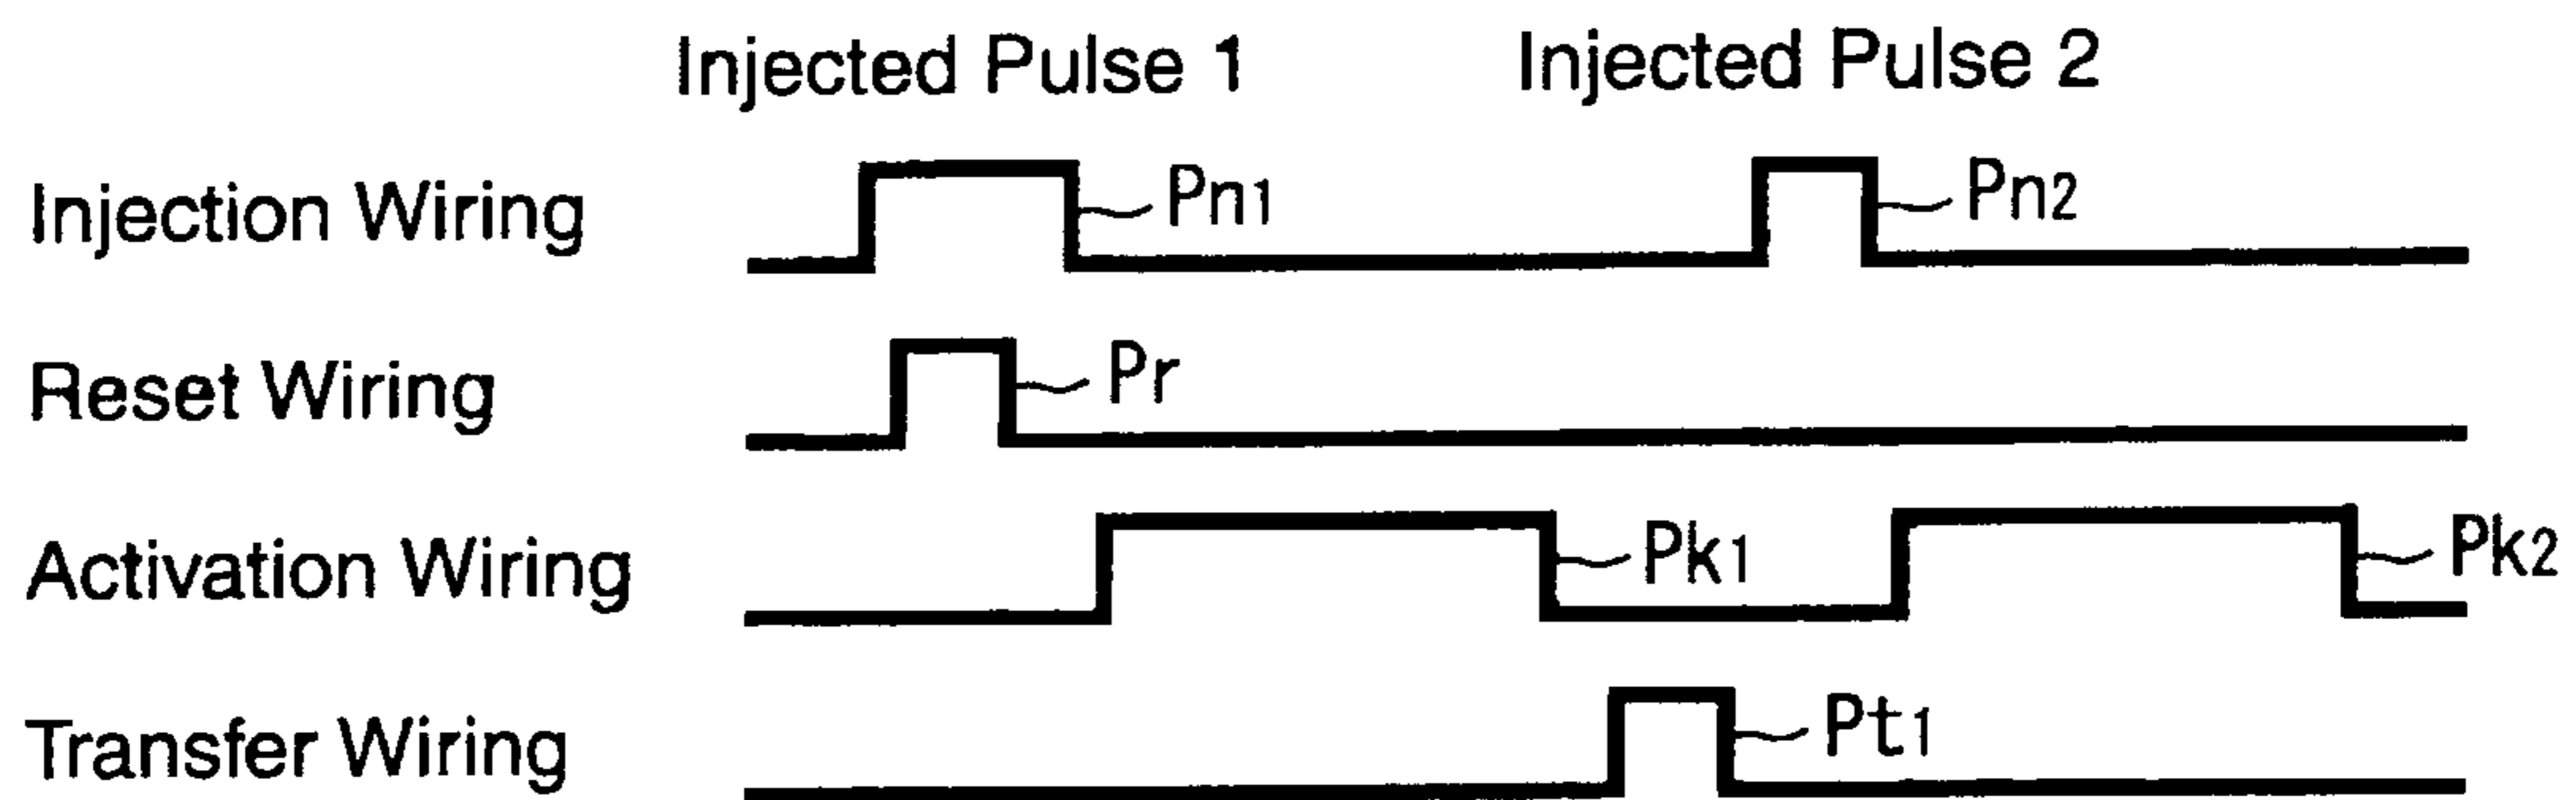 Injected Pulse 1 Injected Pulse 2
Injection Wiring Pn1 Pn2
Reset Wiring Pr
Activation Wiring Pk1 Pk2
Transfer Wiring Pt1